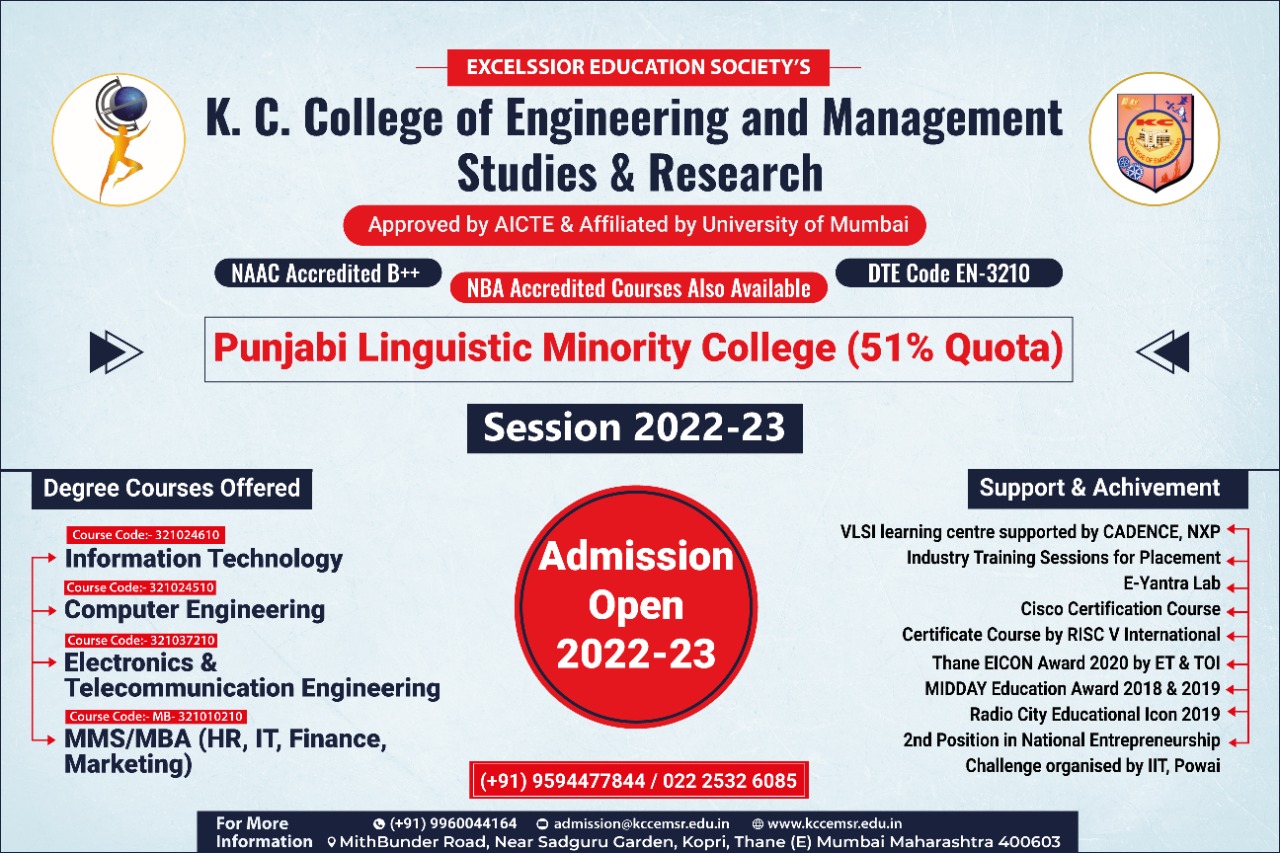 EXCELSSIOR EDUCATION SOCIETY'S
K. C. College of Engineering and Management
Studies & Research
Approved by AICTE & Affiliated by University of Mumbai
NAAC Accredited B++
NBA Accredited Courses Also Available
DTE Code EN-3210
Punjabi Linguistic Minority College (51% Quota)
Session 2022-23
Degree Courses Offered
Course Code:- 321024610
Information Technology
Course Code:- 321024510
Computer Engineering
Course Code:- 321037210
Electronics &
Telecommunication Engineering
Course Code:- MB- 321010210
MMS/MBA (HR, IT, Finance,
Marketing)
Admission
Open
2022-23
(+91) 9594477844 / 022 2532 6085
Support & Achivement
VLSI learning centre supported by CADENCE, NXP
Industry Training Sessions for Placement
E-Yantra Lab
Cisco Certification Course
Certificate Course by RISC V International
Thane EICON Award 2020 by ET & TOI
MIDDAY Education Award 2018 & 2019
Radio City Educational Icon 2019
2nd Position in National Entrepreneurship
Challenge organised by IIT, Powai
For More
Information
(+91) 9960044164 admission@kccemsr.edu.in www.kccemsr.edu.in
MithBunder Road, Near Sadguru Garden, Kopri, Thane (E) Mumbai Maharashtra 400603
KC
COLLEGE OF ENGINEERING